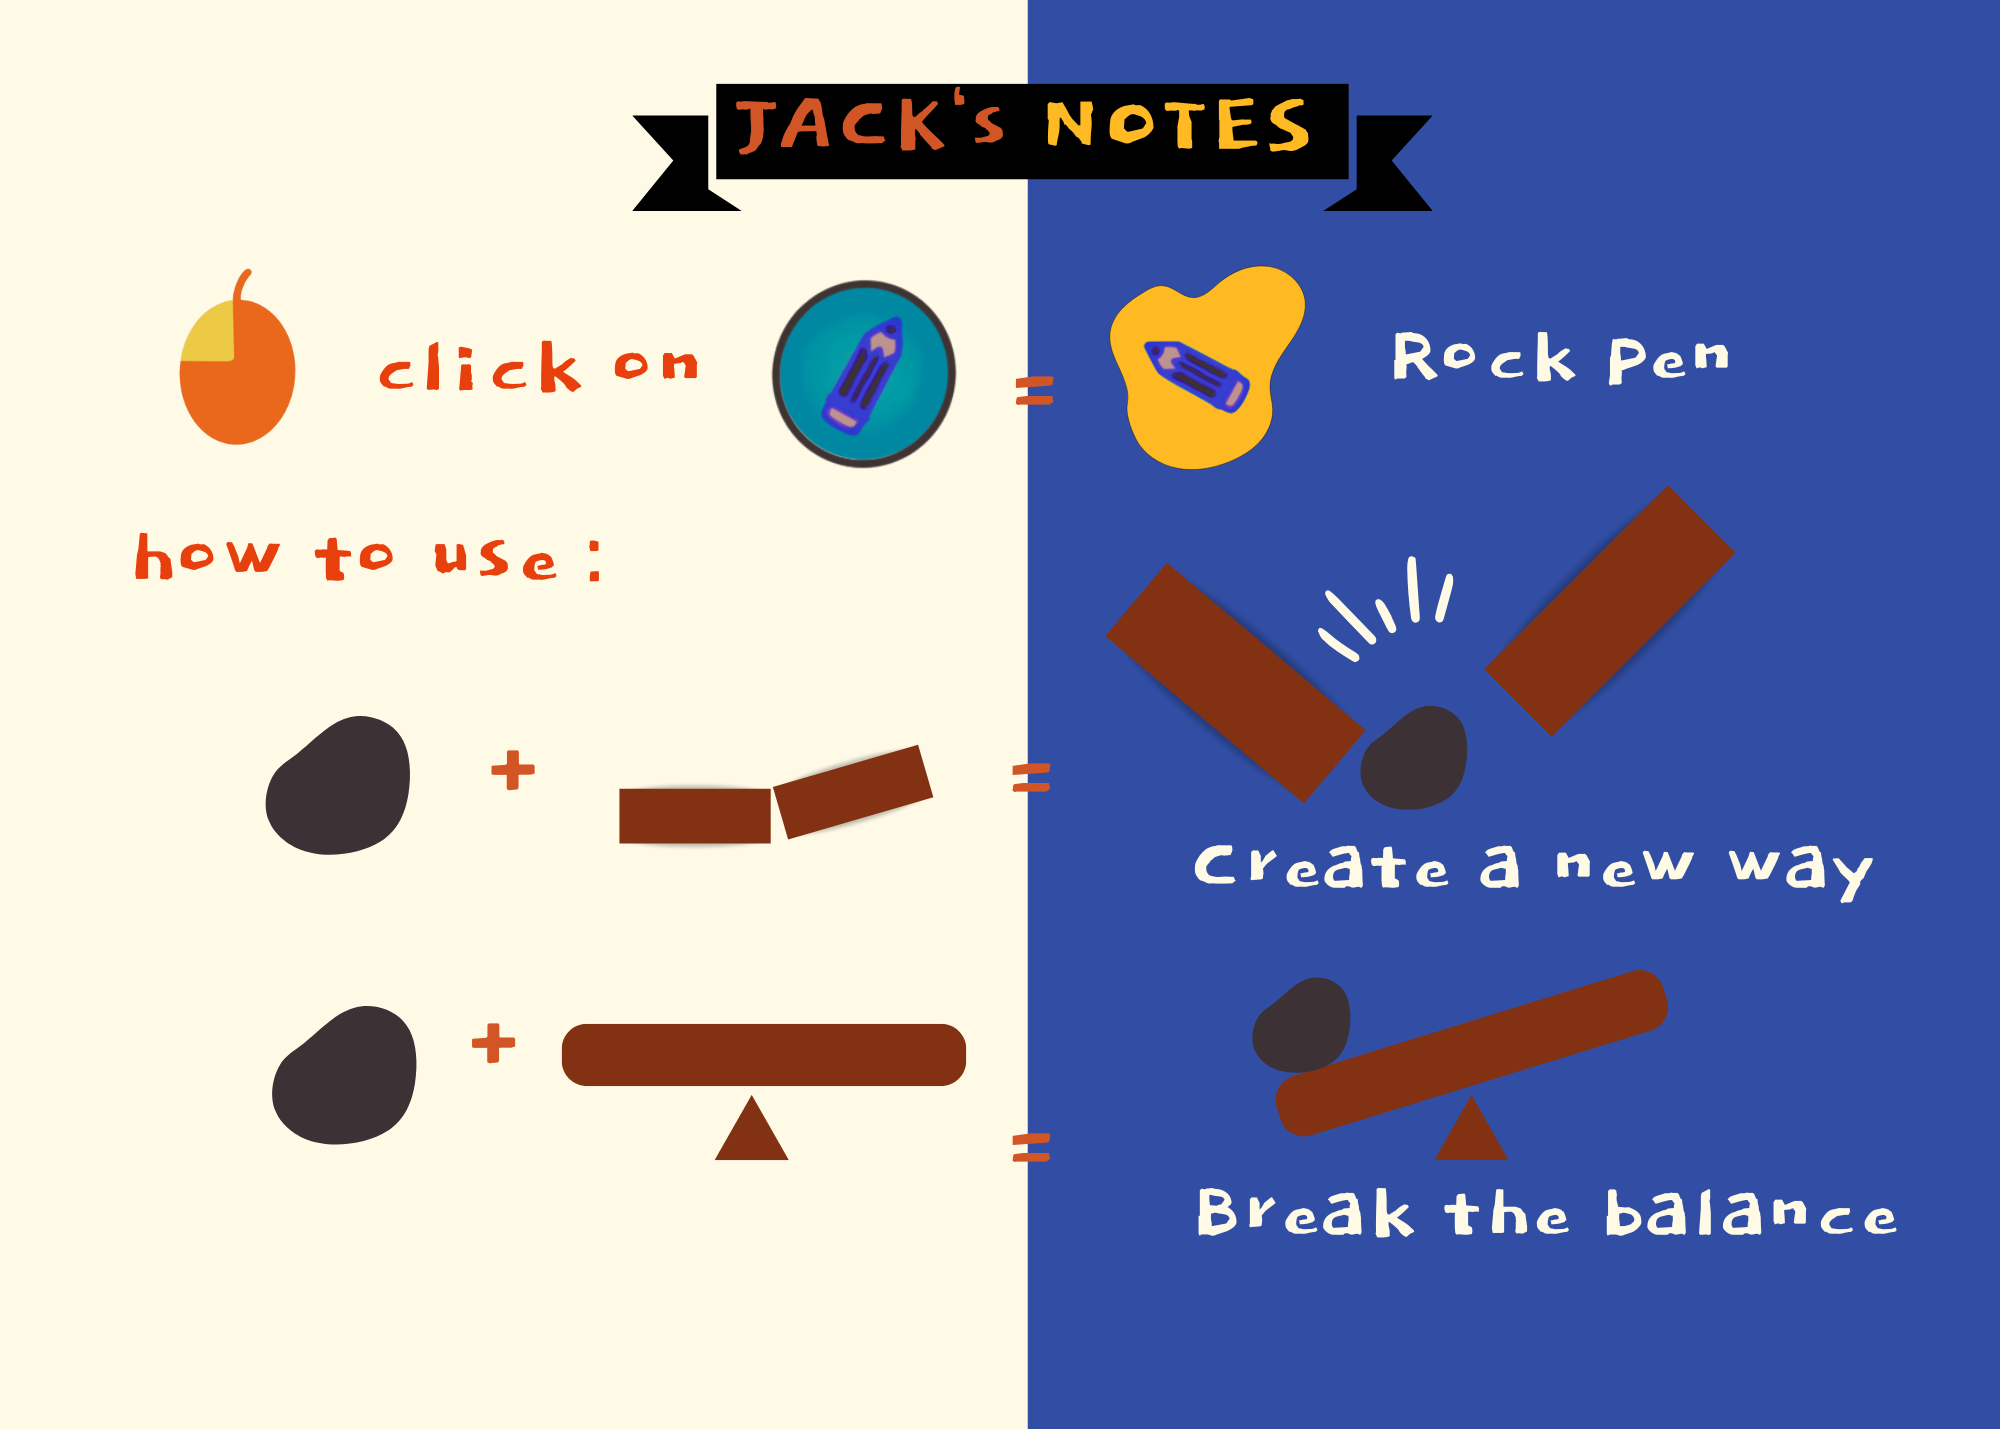 JACK's NOTES
click on
=
Rock Pen
how to use :
+
=
Create a new way
+
=
Break the balance